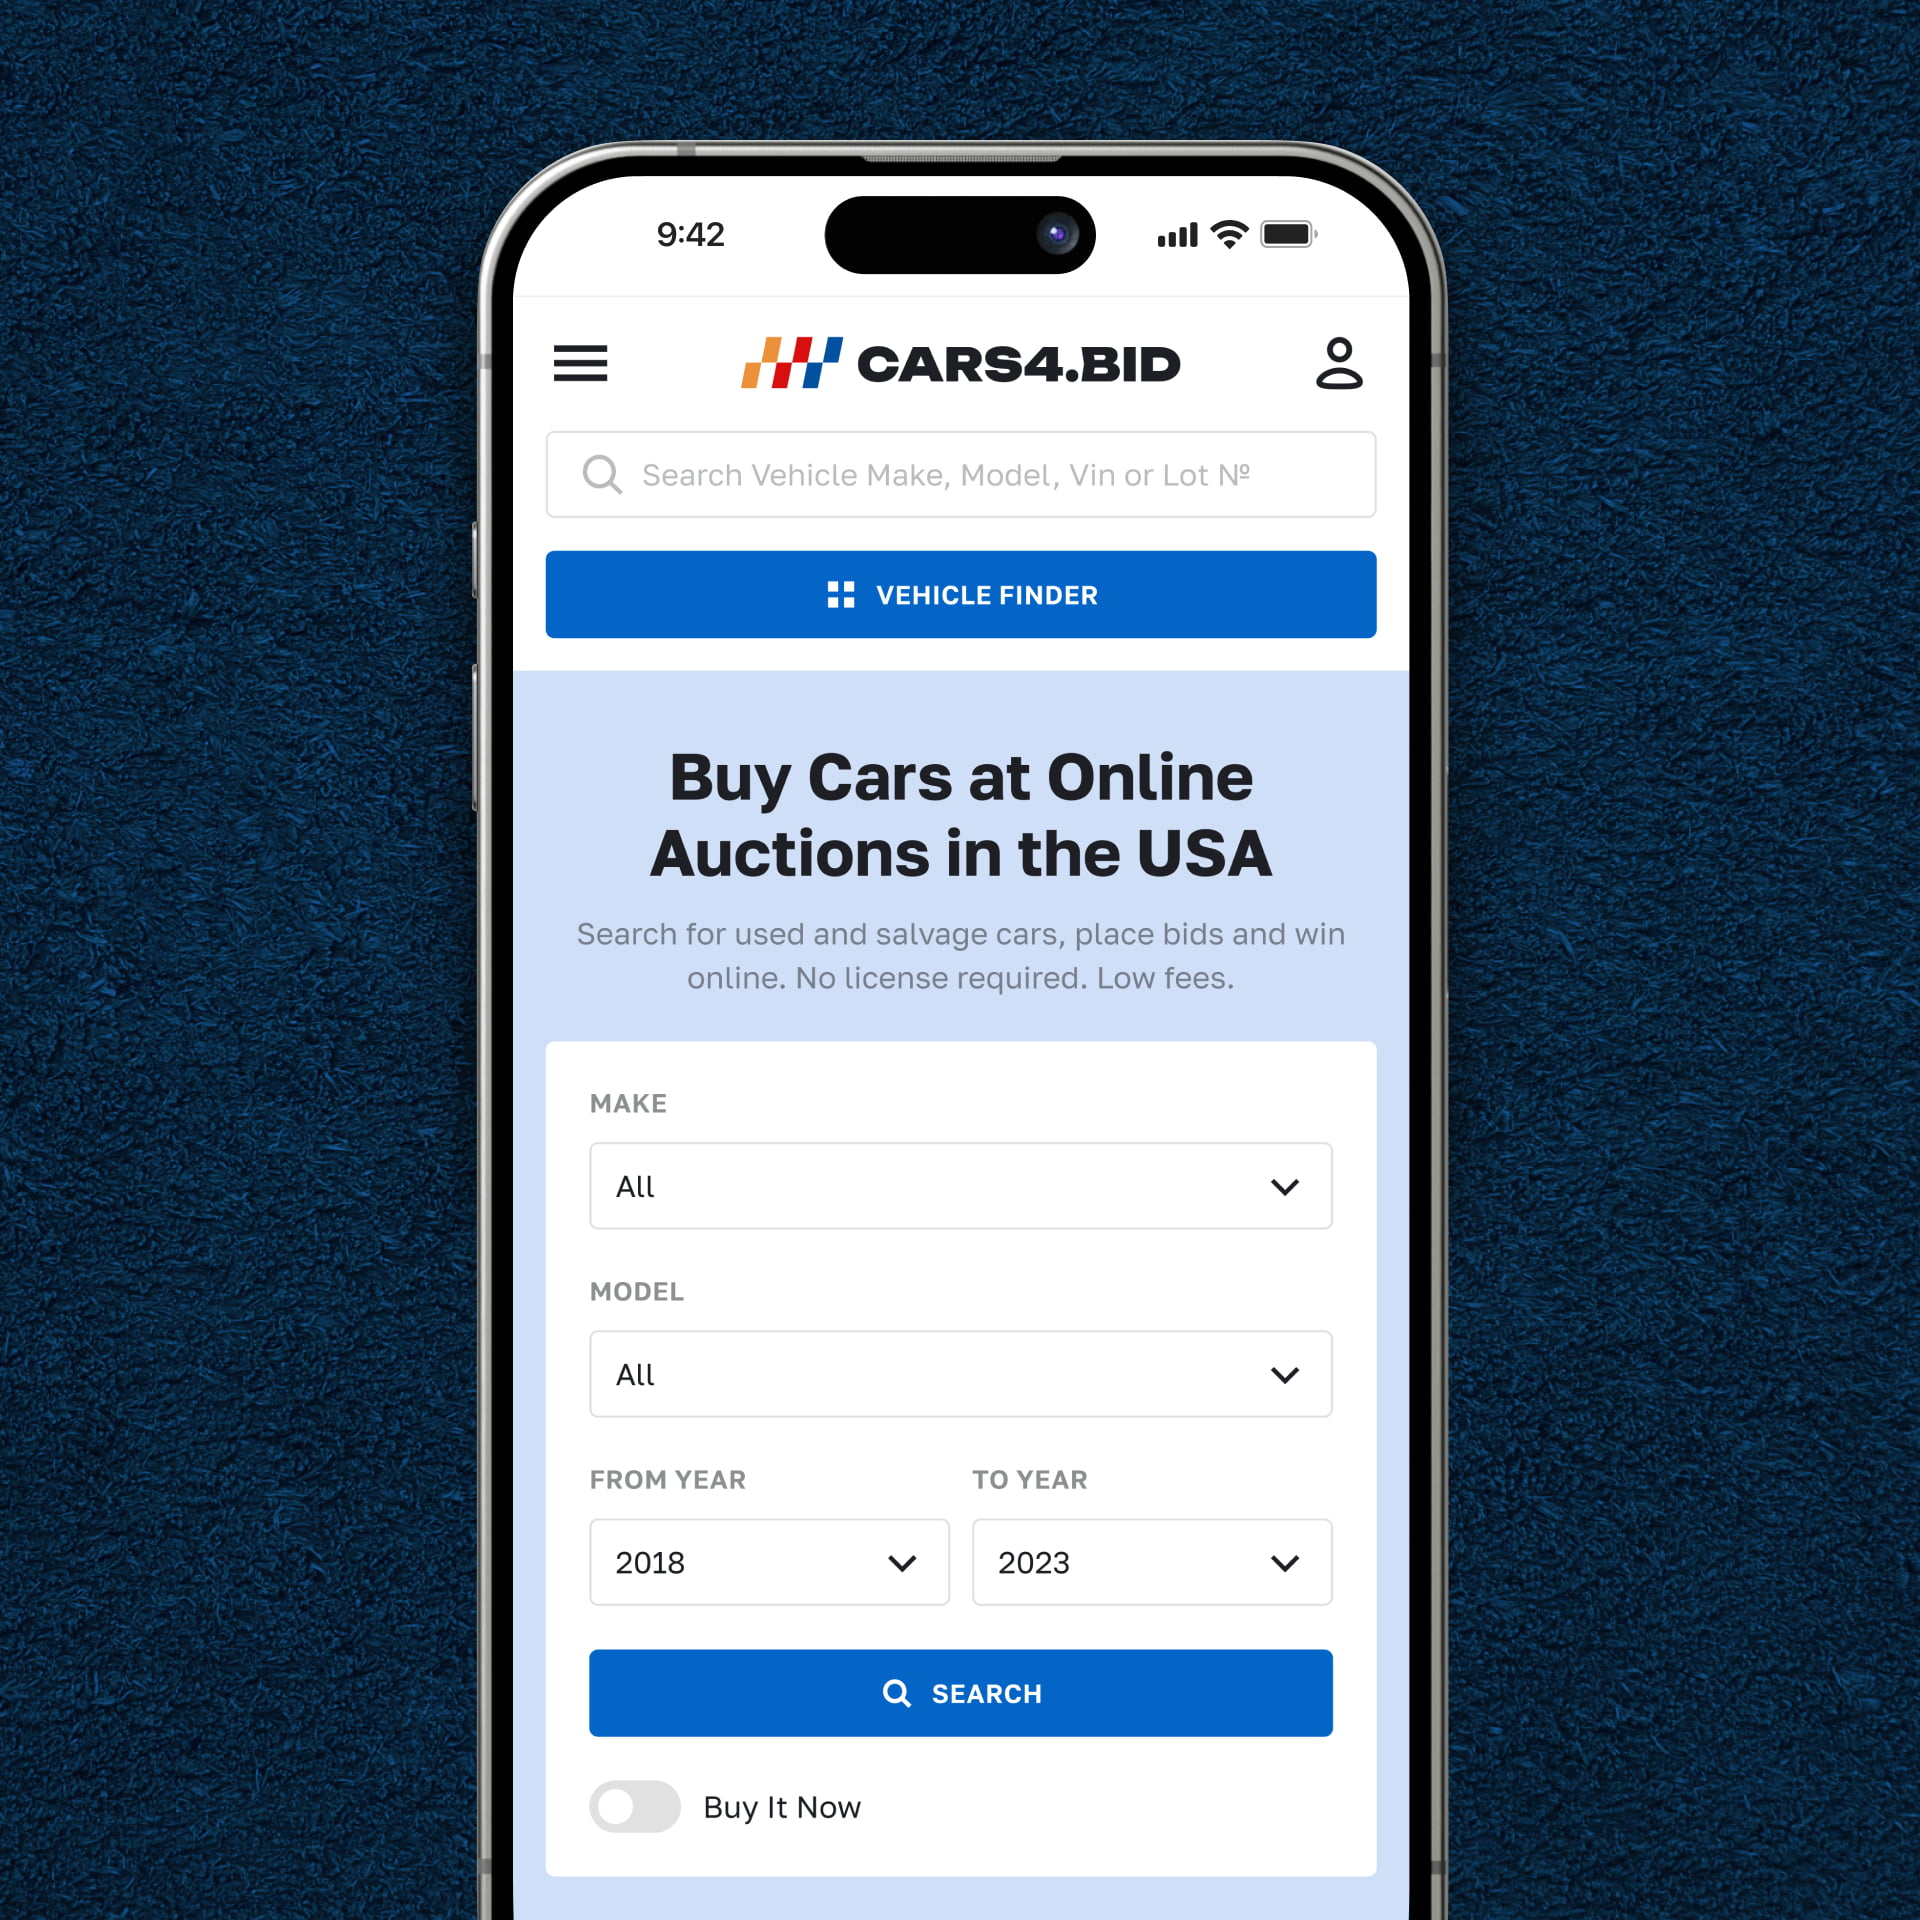 9:42
CARS4.BID
Search Vehicle Make, Model, Vin or Lot №
VEHICLE FINDER
Buy Cars at Online
Auctions in the USA
Search for used and salvage cars, place bids and win
online. No license required. Low fees.
MAKE
All
MODEL
All
FROM YEAR TO YEAR
2018 2023
SEARCH
Buy It Now